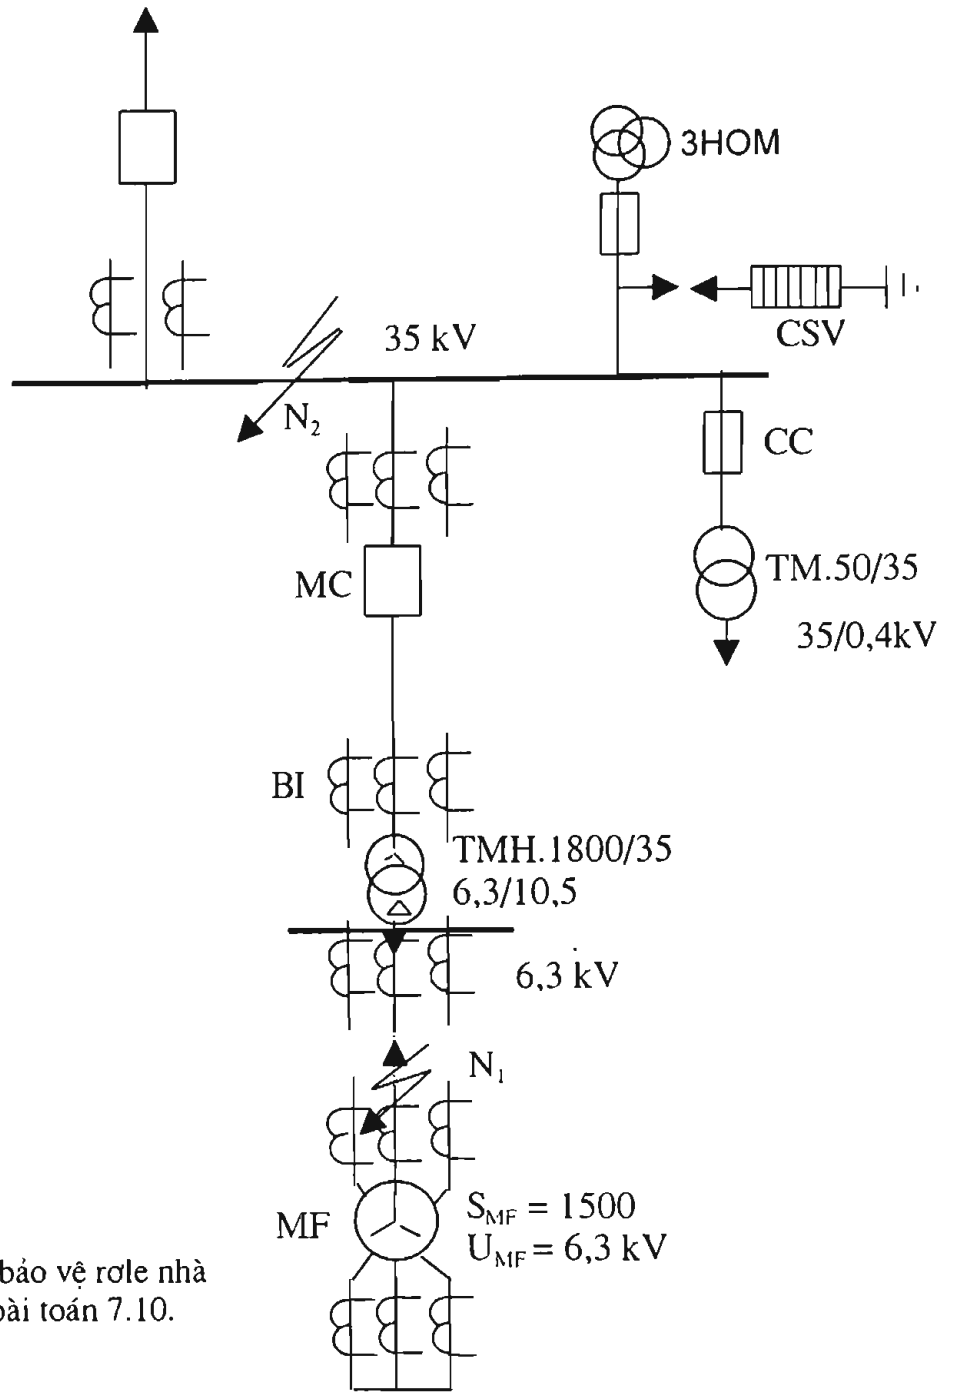 3HOM
CSV
35 kV
N₂
CC
MC
TM.50/35
35/0,4kV
BI
TMH.1800/35
6,3/10,5
6,3 kV
N₁
MF
S_MF = 1500
U_MF = 6,3 kV
bảo vệ rơle nhà
bài toán 7.10.